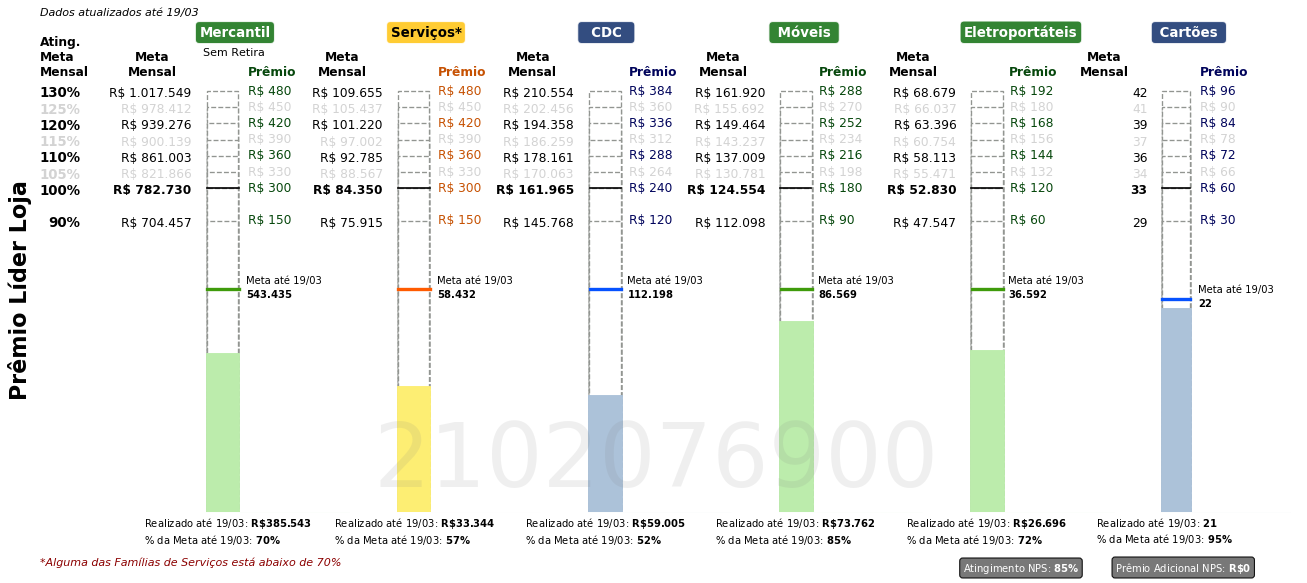 Dados atualizados até 19/03
Mercantil Serviços* CDC Móveis Eletroportáteis Cartões
Sem Retira
Ating. Meta Mensal
Meta Mensal Prêmio Meta Mensal Prêmio Meta Mensal Prêmio Meta Mensal Prêmio Meta Mensal Prêmio Meta Mensal Prêmio
130% R$ 1.017.549 R$ 480 R$ 109.655 R$ 480 R$ 210.554 R$ 384 R$ 161.920 R$ 288 R$ 68.679 R$ 192 42 R$ 96
125% R$ 978.412 R$ 450 R$ 105.437 R$ 450 R$ 202.456 R$ 360 R$ 155.692 R$ 270 R$ 66.037 R$ 180 41 R$ 90
120% R$ 939.276 R$ 420 R$ 101.220 R$ 420 R$ 194.358 R$ 336 R$ 149.464 R$ 252 R$ 63.396 R$ 168 39 R$ 84
115% R$ 900.139 R$ 390 R$ 97.002 R$ 390 R$ 186.259 R$ 312 R$ 143.237 R$ 234 R$ 60.754 R$ 156 37 R$ 78
110% R$ 861.003 R$ 360 R$ 92.785 R$ 360 R$ 178.161 R$ 288 R$ 137.009 R$ 216 R$ 58.113 R$ 144 36 R$ 72
105% R$ 821.866 R$ 330 R$ 88.567 R$ 330 R$ 170.063 R$ 264 R$ 130.781 R$ 198 R$ 55.471 R$ 132 34 R$ 66
100% R$ 782.730 R$ 300 R$ 84.350 R$ 300 R$ 161.965 R$ 240 R$ 124.554 R$ 180 R$ 52.830 R$ 120 33 R$ 60
90% R$ 704.457 R$ 150 R$ 75.915 R$ 150 R$ 145.768 R$ 120 R$ 112.098 R$ 90 R$ 47.547 R$ 60 29 R$ 30
Prêmio Líder Loja
Meta até 19/03 Meta até 19/03 Meta até 19/03 Meta até 19/03 Meta até 19/03 Meta até 19/03
543.435 58.432 112.198 86.569 36.592 22
2102076900
Realizado até 19/03: R$385.543 Realizado até 19/03: R$33.344 Realizado até 19/03: R$59.005 Realizado até 19/03: R$73.762 Realizado até 19/03: R$26.696 Realizado até 19/03: 21
% da Meta até 19/03: 70% % da Meta até 19/03: 57% % da Meta até 19/03: 52% % da Meta até 19/03: 85% % da Meta até 19/03: 72% % da Meta até 19/03: 95%
*Alguma das Famílias de Serviços está abaixo de 70%
Atingimento NPS: 85% Prêmio Adicional NPS: R$0